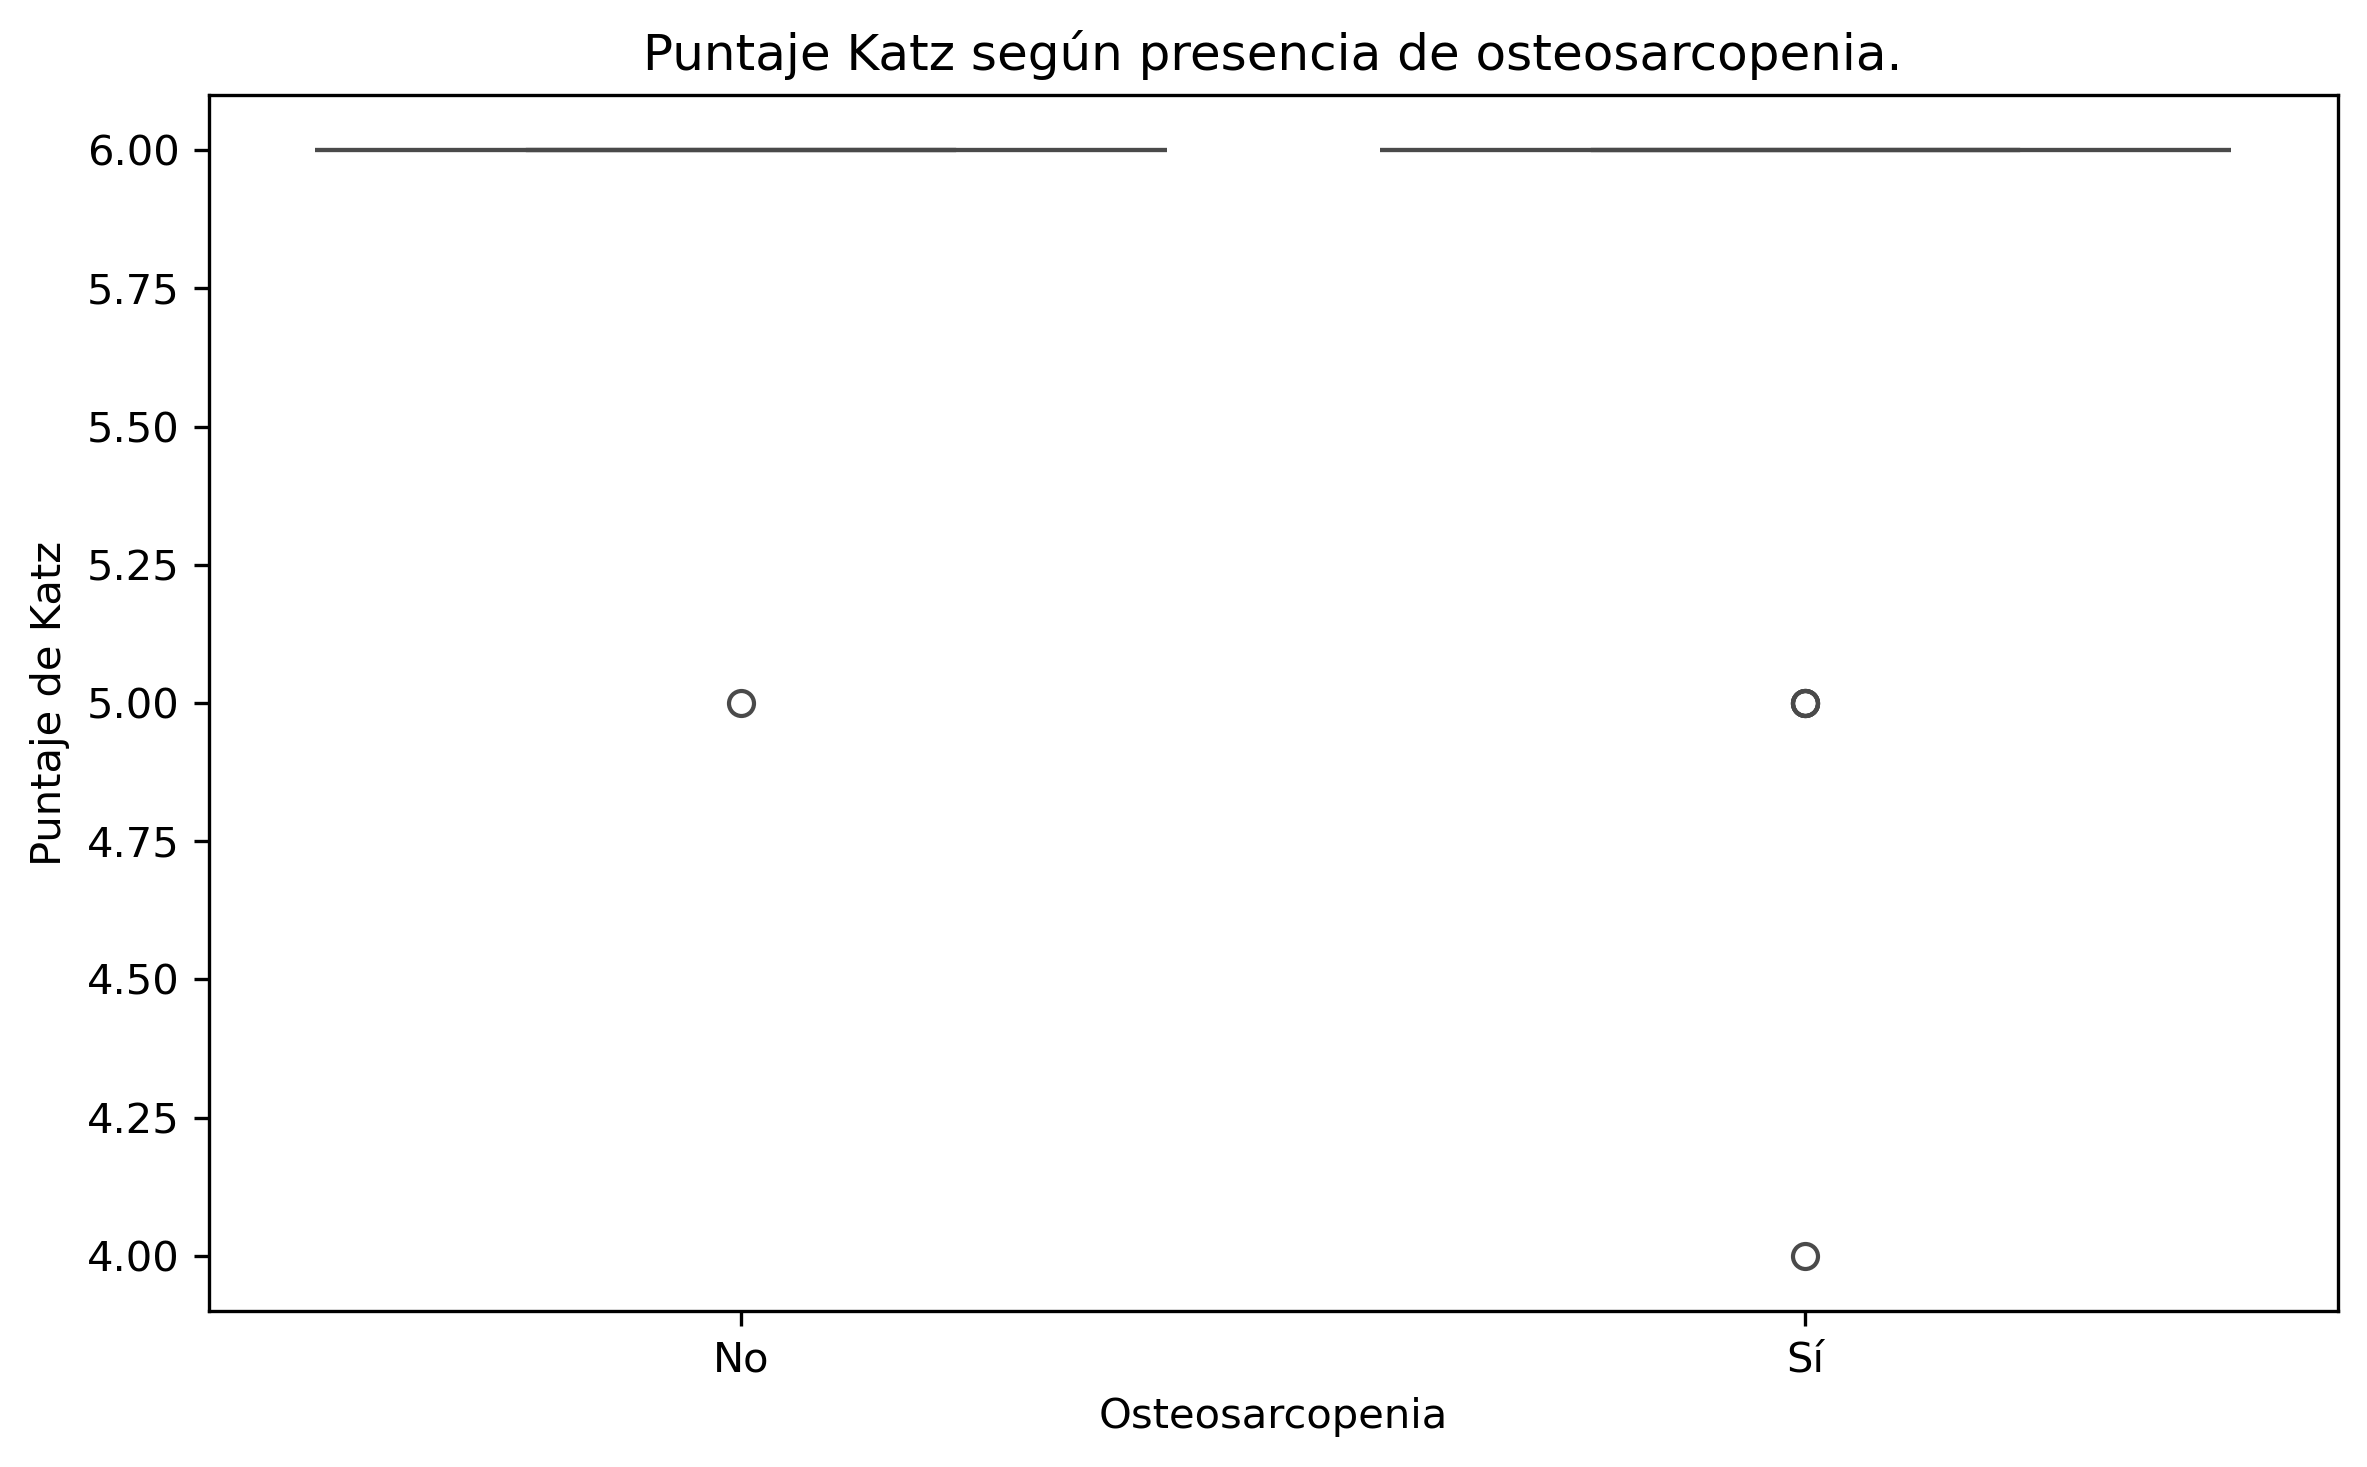 Puntaje Katz según presencia de osteosarcopenia.
Puntaje de Katz
6.00
5.75
5.50
5.25
5.00
4.75
4.50
4.25
4.00
No
Sí
Osteosarcopenia